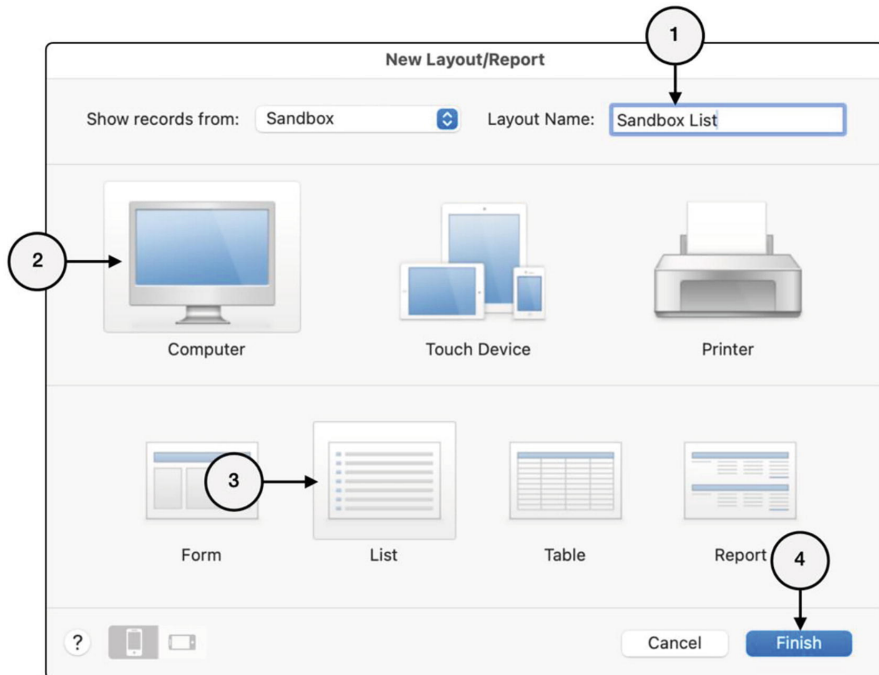 1
New Layout/Report
Show records from: Sandbox Layout Name: Sandbox List
2
Computer Touch Device Printer
3
Form List Table Report
4
? Cancel Finish